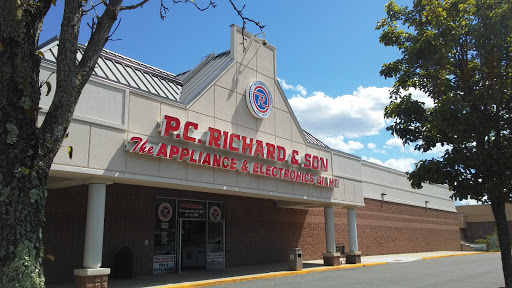 P.C. RICHARD & SON
The APPLIANCE & ELECTRONICS GIANT!